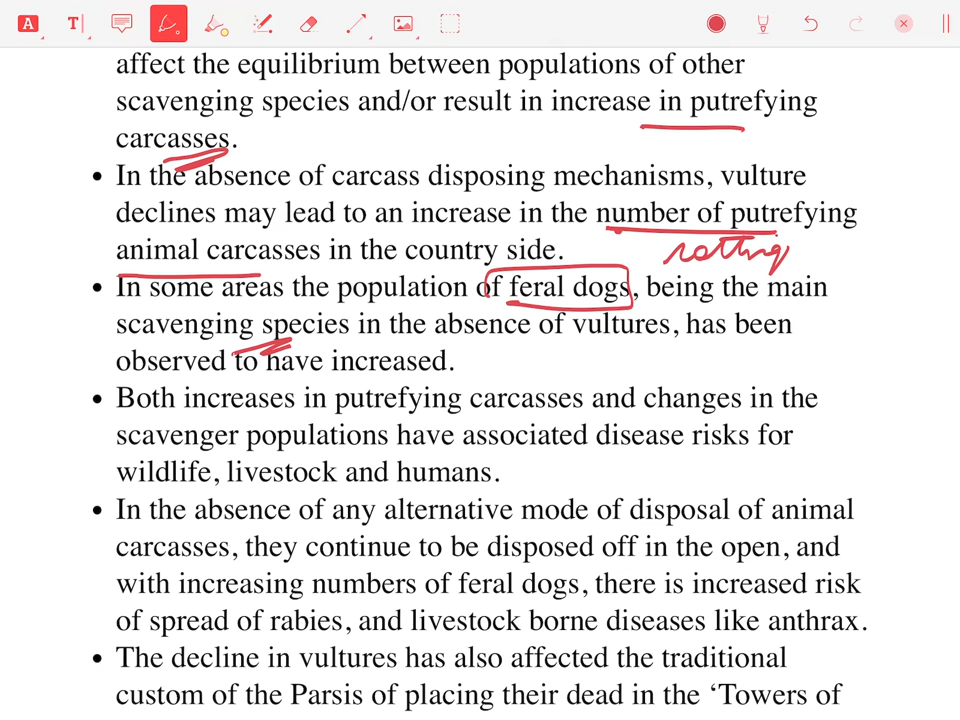 A T
affect the equilibrium between populations of other
scavenging species and/or result in increase in putrefying
carcasses.
• In the absence of carcass disposing mechanisms, vulture
declines may lead to an increase in the number of putrefying
animal carcasses in the country side.
rotting
• In some areas the population of feral dogs, being the main
scavenging species in the absence of vultures, has been
observed to have increased.
• Both increases in putrefying carcasses and changes in the
scavenger populations have associated disease risks for
wildlife, livestock and humans.
• In the absence of any alternative mode of disposal of animal
carcasses, they continue to be disposed off in the open, and
with increasing numbers of feral dogs, there is increased risk
of spread of rabies, and livestock borne diseases like anthrax.
• The decline in vultures has also affected the traditional
custom of the Parsis of placing their dead in the ‘Towers of